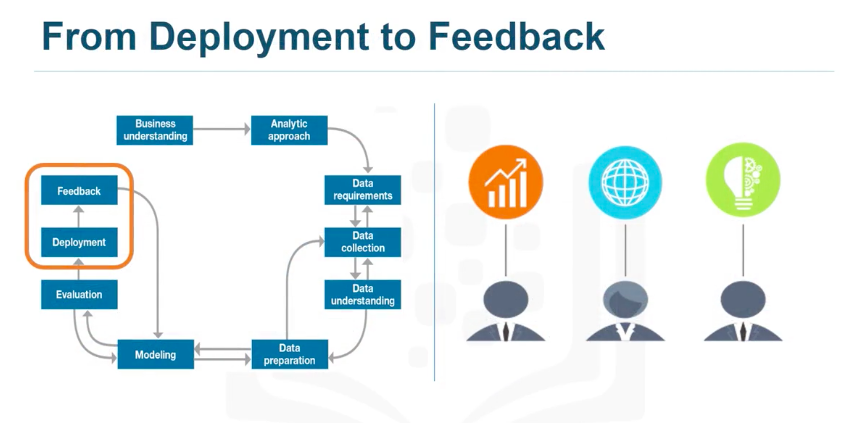 From Deployment to Feedback
Business
understanding
Analytic
approach
Feedback
Data
requirements
Deployment
Data
collection
Evaluation
Data
understanding
Modeling
Data
preparation